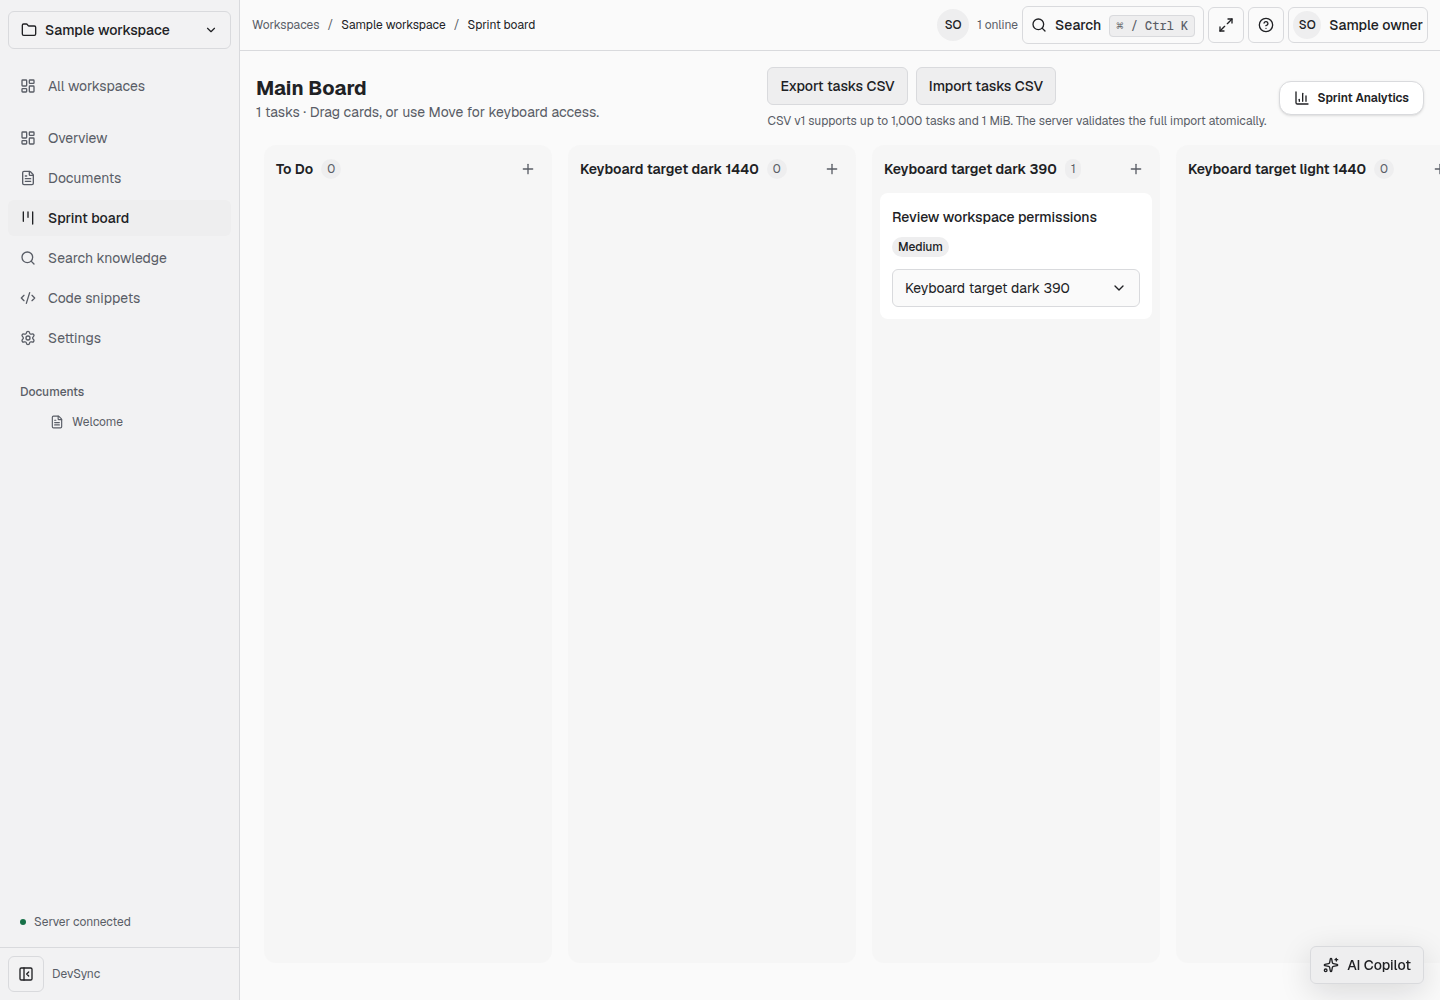 Sample workspace
All workspaces
Overview
Documents
Sprint board
Search knowledge
Code snippets
Settings
Documents
Welcome
Server connected
DevSync
Workspaces / Sample workspace / Sprint board
SO 1 online
Search ⌘ / Ctrl K
SO Sample owner
Main Board
1 tasks · Drag cards, or use Move for keyboard access.
Export tasks CSV
Import tasks CSV
CSV v1 supports up to 1,000 tasks and 1 MiB. The server validates the full import atomically.
Sprint Analytics
To Do 0
Keyboard target dark 1440 0
Keyboard target dark 390 1
Review workspace permissions
Medium
Keyboard target dark 390
Keyboard target light 1440 0
AI Copilot